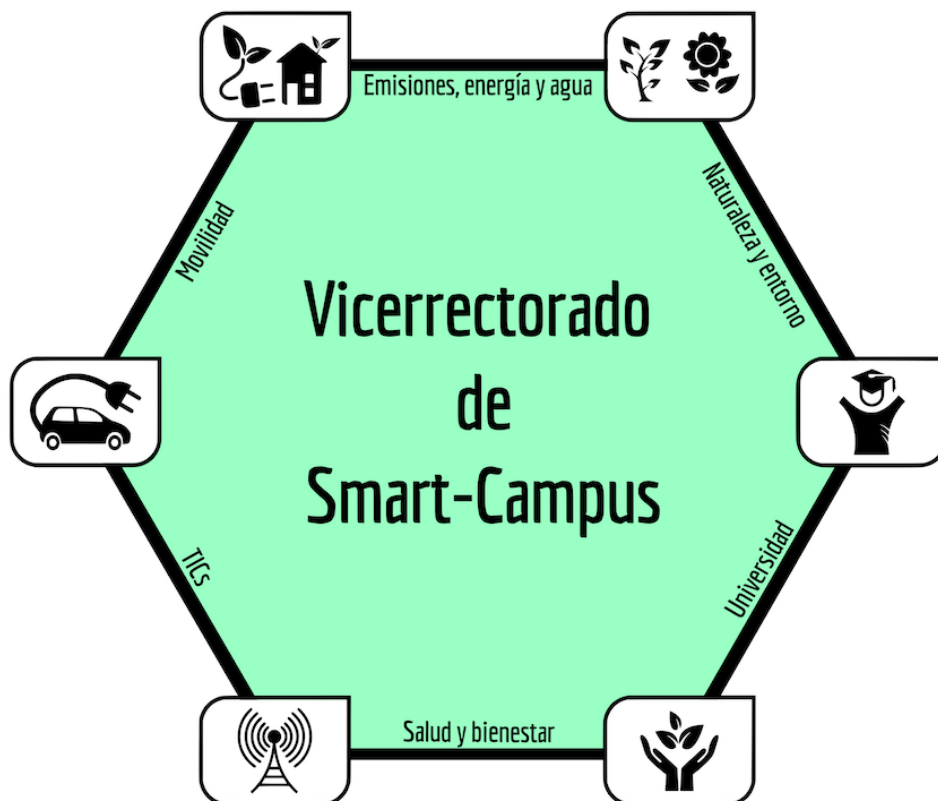 Emisiones, energía y agua
Movilidad
Naturaleza y entorno
Vicerrectorado
de
Smart-Campus
TICs
Universidad
Salud y bienestar